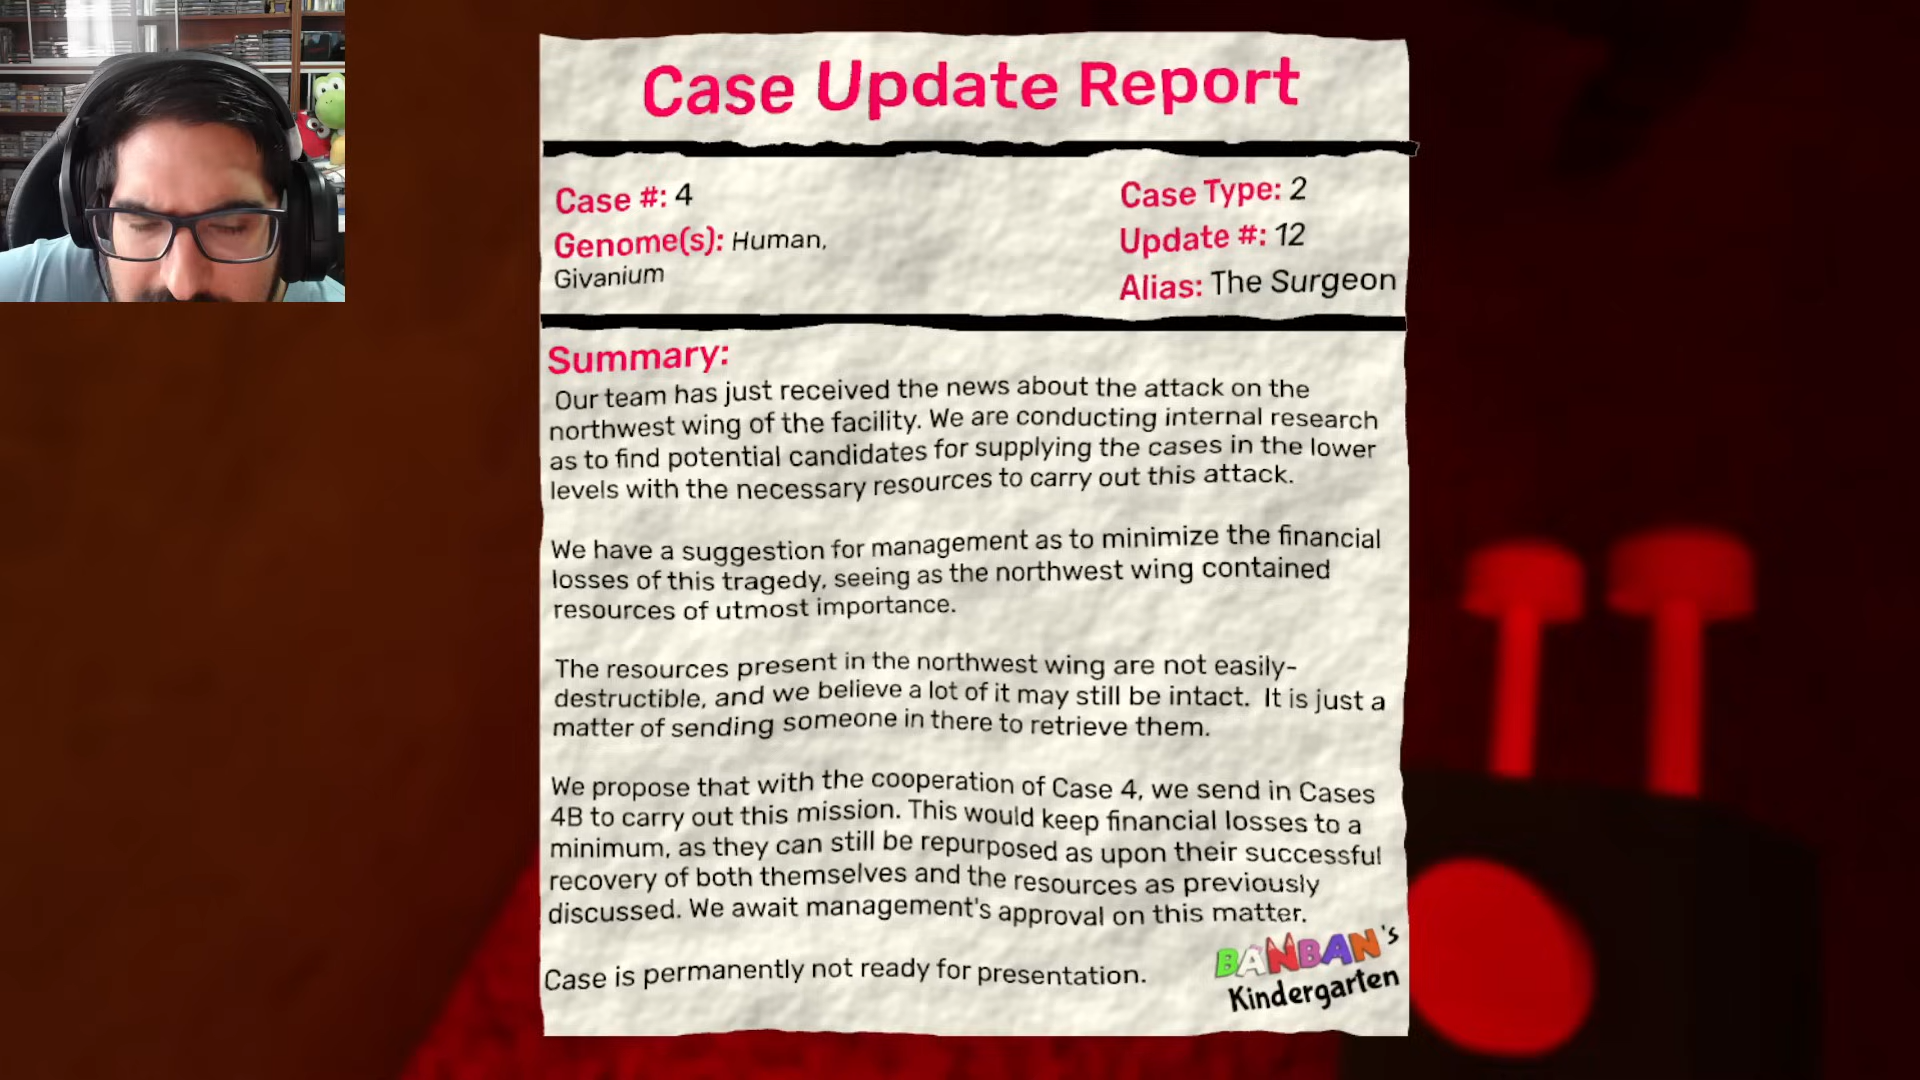 Case Update Report
Case #: 4
Genome(s): Human,
Givanium
Case Type: 2
Update #: 12
Alias: The Surgeon
Summary:
Our team has just received the news about the attack on the
northwest wing of the facility. We are conducting internal research
as to find potential candidates for supplying the cases in the lower
levels with the necessary resources to carry out this attack.
We have a suggestion for management as to minimize the financial
losses of this tragedy, seeing as the northwest wing contained
resources of utmost importance.
The resources present in the northwest wing are not easily-
destructible, and we believe a lot of it may still be intact. It is just a
matter of sending someone in there to retrieve them.
We propose that with the cooperation of Case 4, we send in Cases
4B to carry out this mission. This would keep financial losses to a
minimum, as they can still be repurposed as upon their successful
recovery of both themselves and the resources as previously
discussed. We await management's approval on this matter.
Case is permanently not ready for presentation.
BANBAN's
Kindergarten